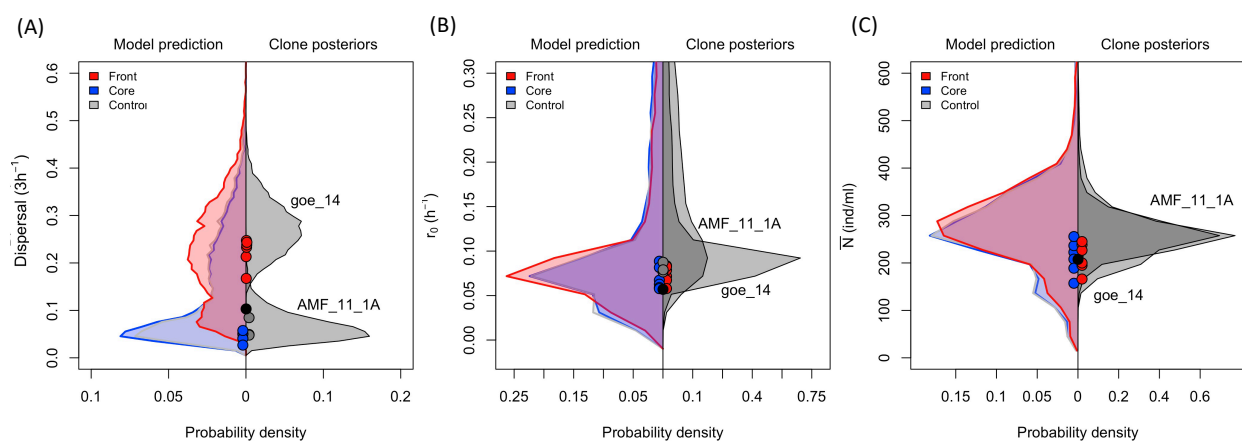 (A)
Model prediction Clone posteriors
Front
Core
Control
goe_14
AMF_11_1A
Dispersal (3h⁻¹)
0.0 0.1 0.2 0.3 0.4 0.5 0.6
0.1 0.05 0 0.1 0.2
Probability density
(B)
Model prediction Clone posteriors
Front
Core
Control
AMF_11_1A
goe_14
r₀ (h⁻¹)
0.00 0.05 0.10 0.15 0.20 0.25 0.30
0.25 0.15 0.05 0.1 0.25 0.5 0.75
Probability density
(C)
Model prediction Clone posteriors
Front
Core
Control
AMF_11_1A
goe_14
N̅ (ind/ml)
0 100 200 300 400 500 600
0.15 0.1 0.05 0 0.2 0.4 0.6
Probability density